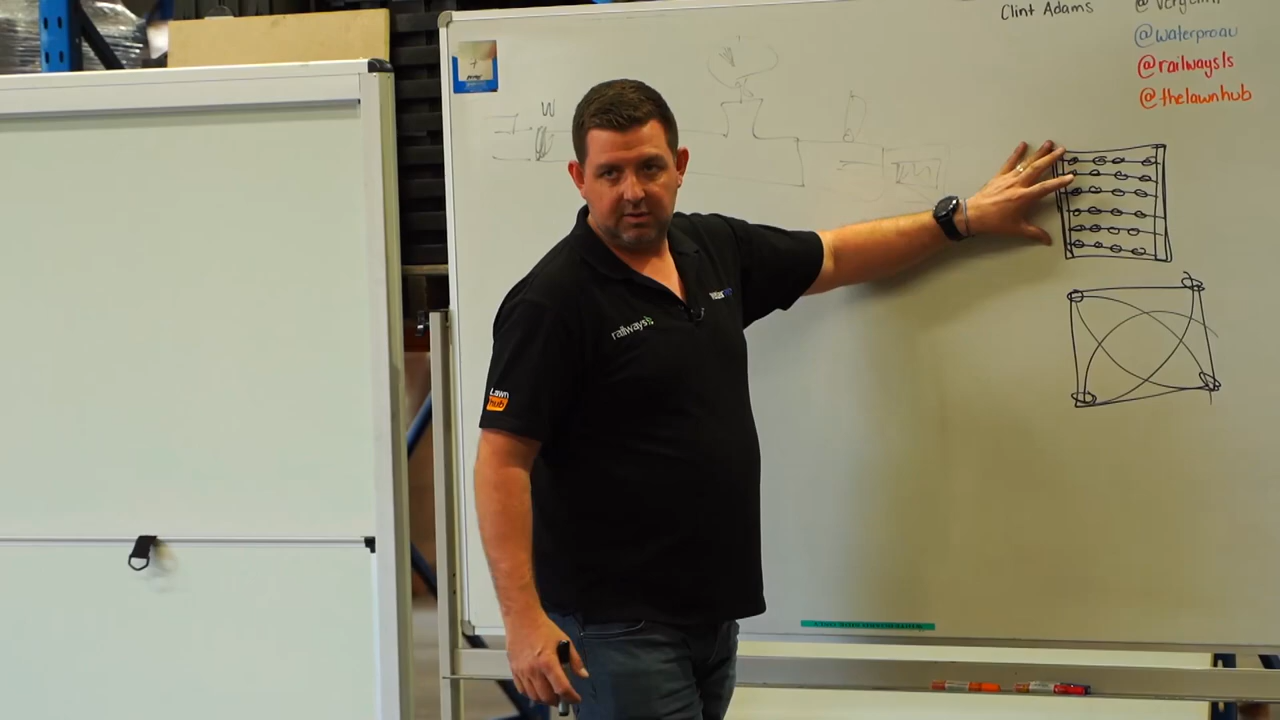 Clint Adams
@waterproau
@railwaysls
@thelawnhub
W
railwaysls
Lawn
hub